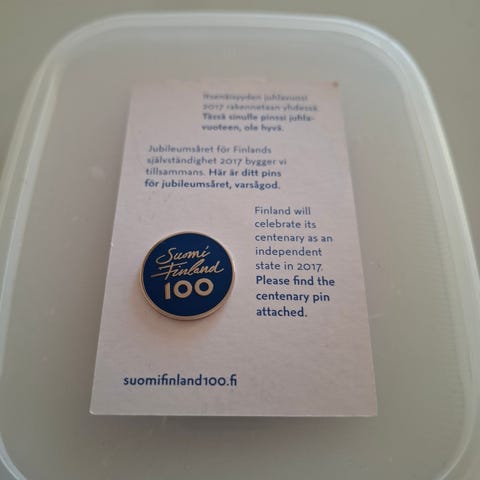 Itsenäisyyden juhlavuosi
2017 rakennetaan yhdessä.
Tässä sinulle pinssi juhla-
vuoteen, ole hyvä.
Jubileumsåret för Finlands
självständighet 2017 bygger vi
tillsammans. Här är ditt pins
för jubileumsåret, varsågod.
Finland will
celebrate its
centenary as an
independent
state in 2017.
Please find the
centenary pin
attached.
Suomi
Finland
100
suomifinland100.fi